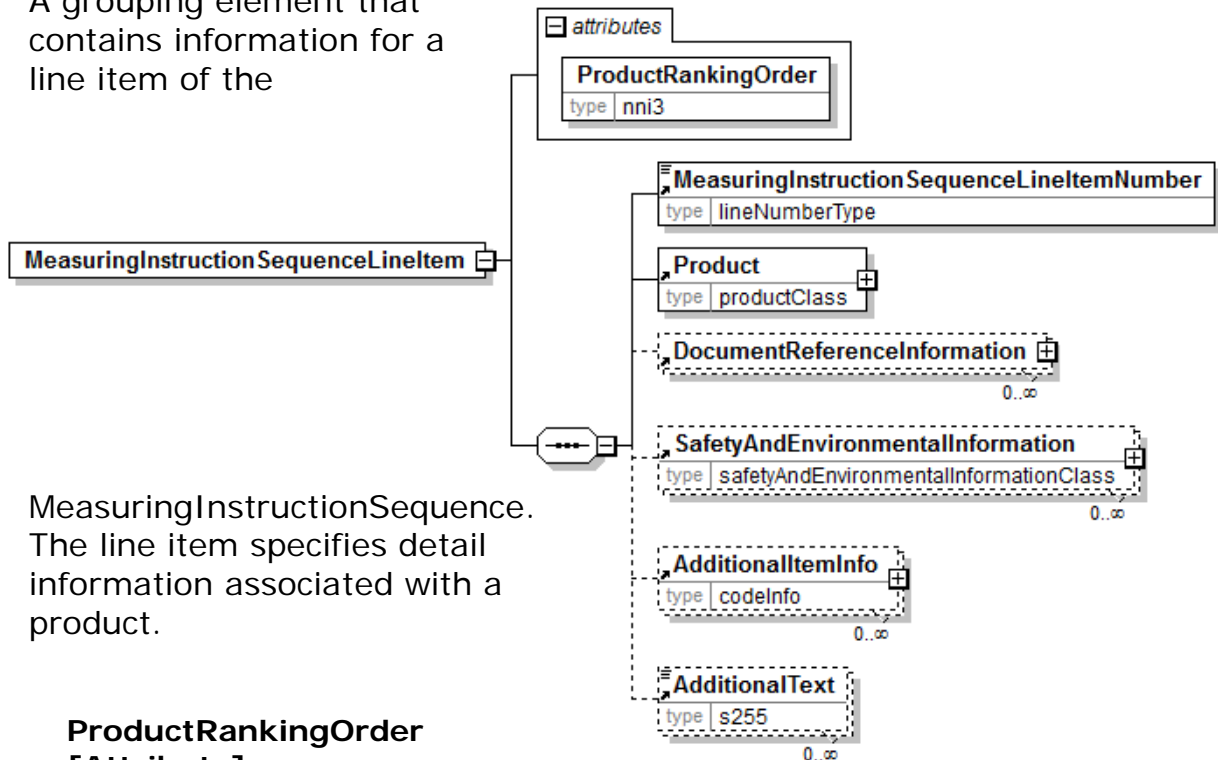 A grouping element that
contains information for a
line item of the
attributes
ProductRankingOrder
type nni3
MeasuringInstructionSequenceLineItem
MeasuringInstructionSequenceLineItemNumber
type lineNumberType
Product
type productClass
DocumentReferenceInformation
0..∞
SafetyAndEnvironmentalInformation
type safetyAndEnvironmentalInformationClass
0..∞
AdditionalItemInfo
type codeInfo
0..∞
AdditionalText
type s255
0..∞
MeasuringInstructionSequence.
The line item specifies detail
information associated with a
product.
ProductRankingOrder
[Attribute]